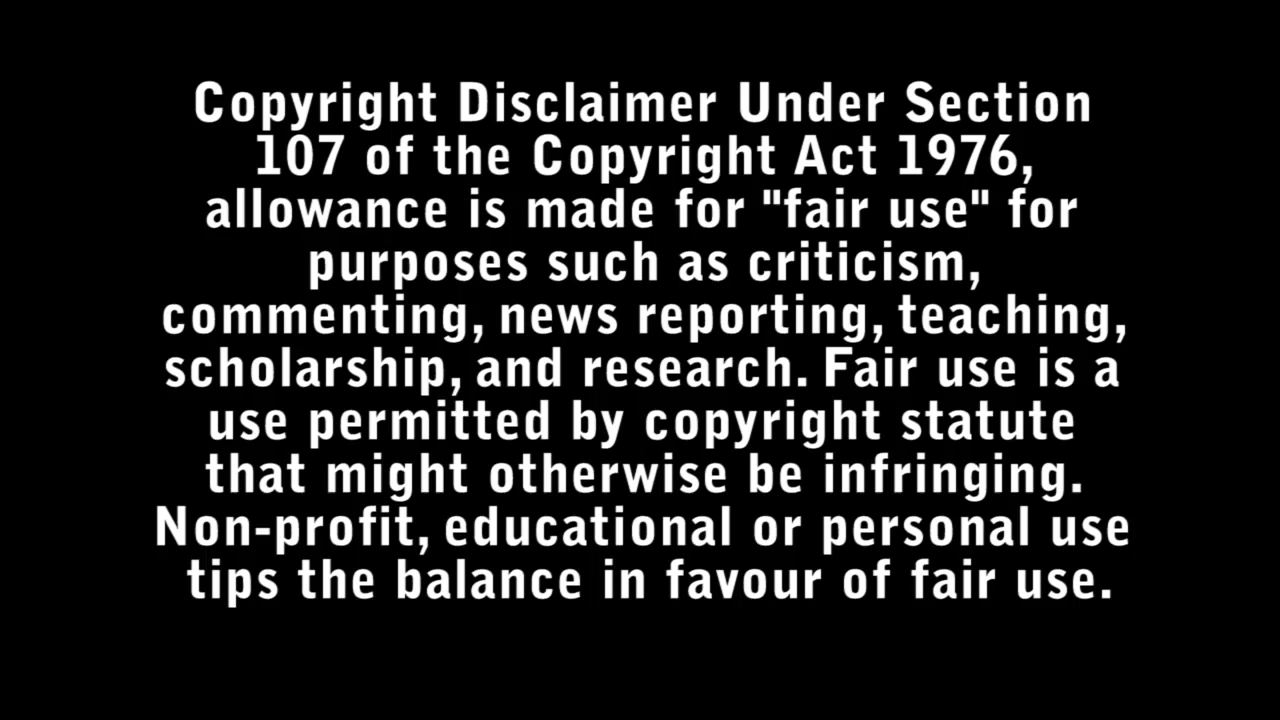 Copyright Disclaimer Under Section
107 of the Copyright Act 1976,
allowance is made for "fair use" for
purposes such as criticism,
commenting, news reporting, teaching,
scholarship, and research. Fair use is a
use permitted by copyright statute
that might otherwise be infringing.
Non-profit, educational or personal use
tips the balance in favour of fair use.